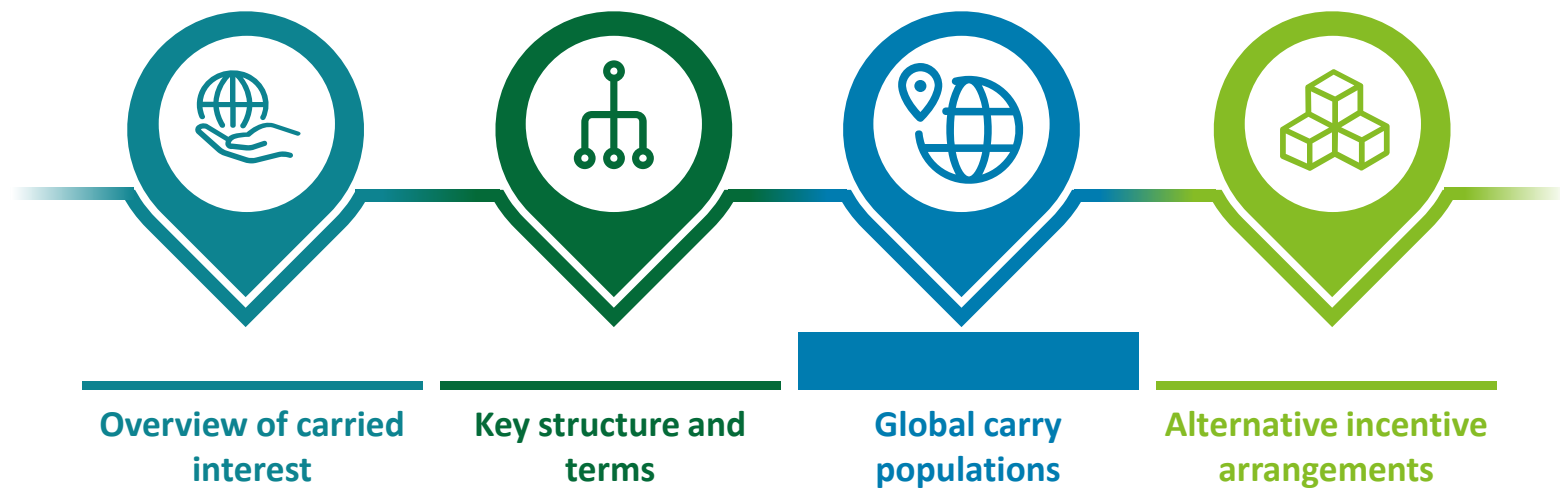 Overview of carried
interest
Key structure and
terms
Global carry
populations
Alternative incentive
arrangements